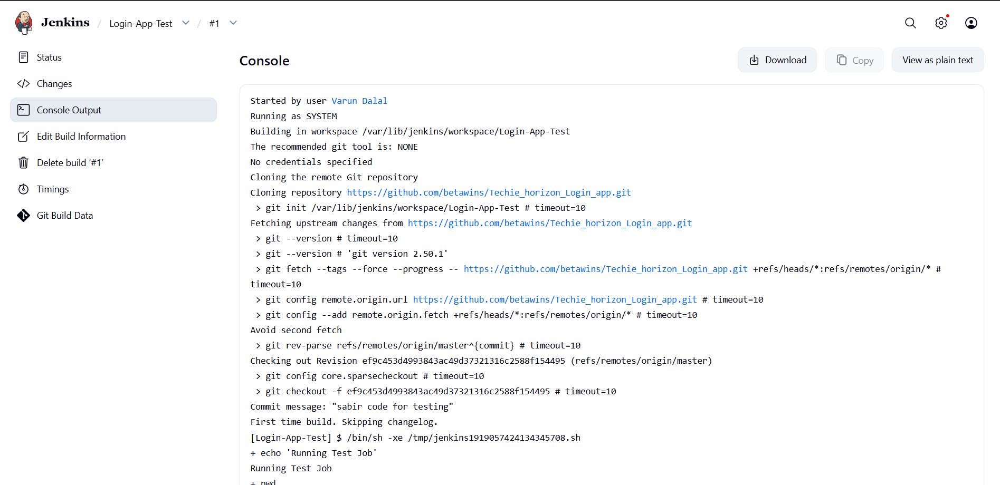 Jenkins / Login-App-Test / #1
Status
Changes
Console Output
Edit Build Information
Delete build ‘#1’
Timings
Git Build Data
Console
Download
Copy
View as plain text
Started by user Varun Dalal
Running as SYSTEM
Building in workspace /var/lib/jenkins/workspace/Login-App-Test
The recommended git tool is: NONE
No credentials specified
Cloning the remote Git repository
Cloning repository https://github.com/betawins/Techie_horizon_Login_app.git
> git init /var/lib/jenkins/workspace/Login-App-Test # timeout=10
Fetching upstream changes from https://github.com/betawins/Techie_horizon_Login_app.git
> git --version # timeout=10
> git --version # 'git version 2.50.1'
> git fetch --tags --force --progress -- https://github.com/betawins/Techie_horizon_Login_app.git +refs/heads/*:refs/remotes/origin/* #
timeout=10
> git config remote.origin.url https://github.com/betawins/Techie_horizon_Login_app.git # timeout=10
> git config --add remote.origin.fetch +refs/heads/*:refs/remotes/origin/* # timeout=10
Avoid second fetch
> git rev-parse refs/remotes/origin/master^{commit} # timeout=10
Checking out Revision ef9c453d4993843ac49d37321316c2588f154495 (refs/remotes/origin/master)
> git config core.sparsecheckout # timeout=10
> git checkout -f ef9c453d4993843ac49d37321316c2588f154495 # timeout=10
Commit message: "sabir code for testing"
First time build. Skipping changelog.
[Login-App-Test] $ /bin/sh -xe /tmp/jenkins1919057424134345708.sh
+ echo 'Running Test Job'
Running Test Job
+ pwd